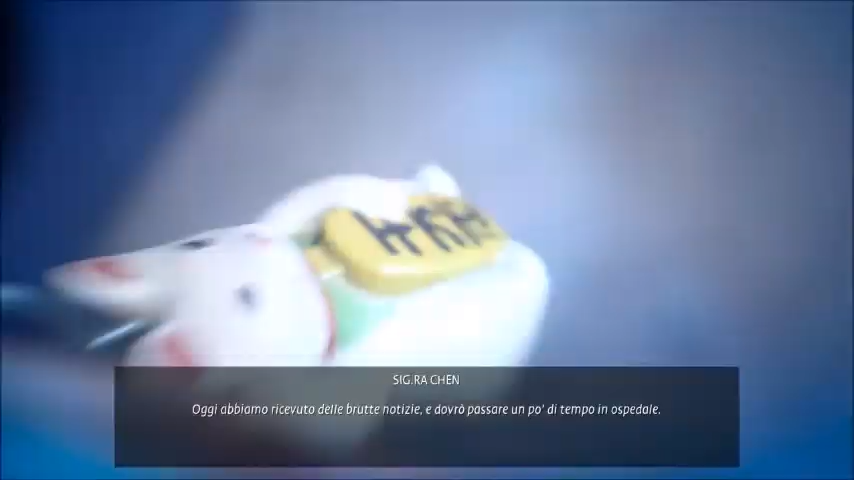 SIG.RA CHEN
Oggi abbiamo ricevuto delle brutte notizie, e dovrò passare un po' di tempo in ospedale.